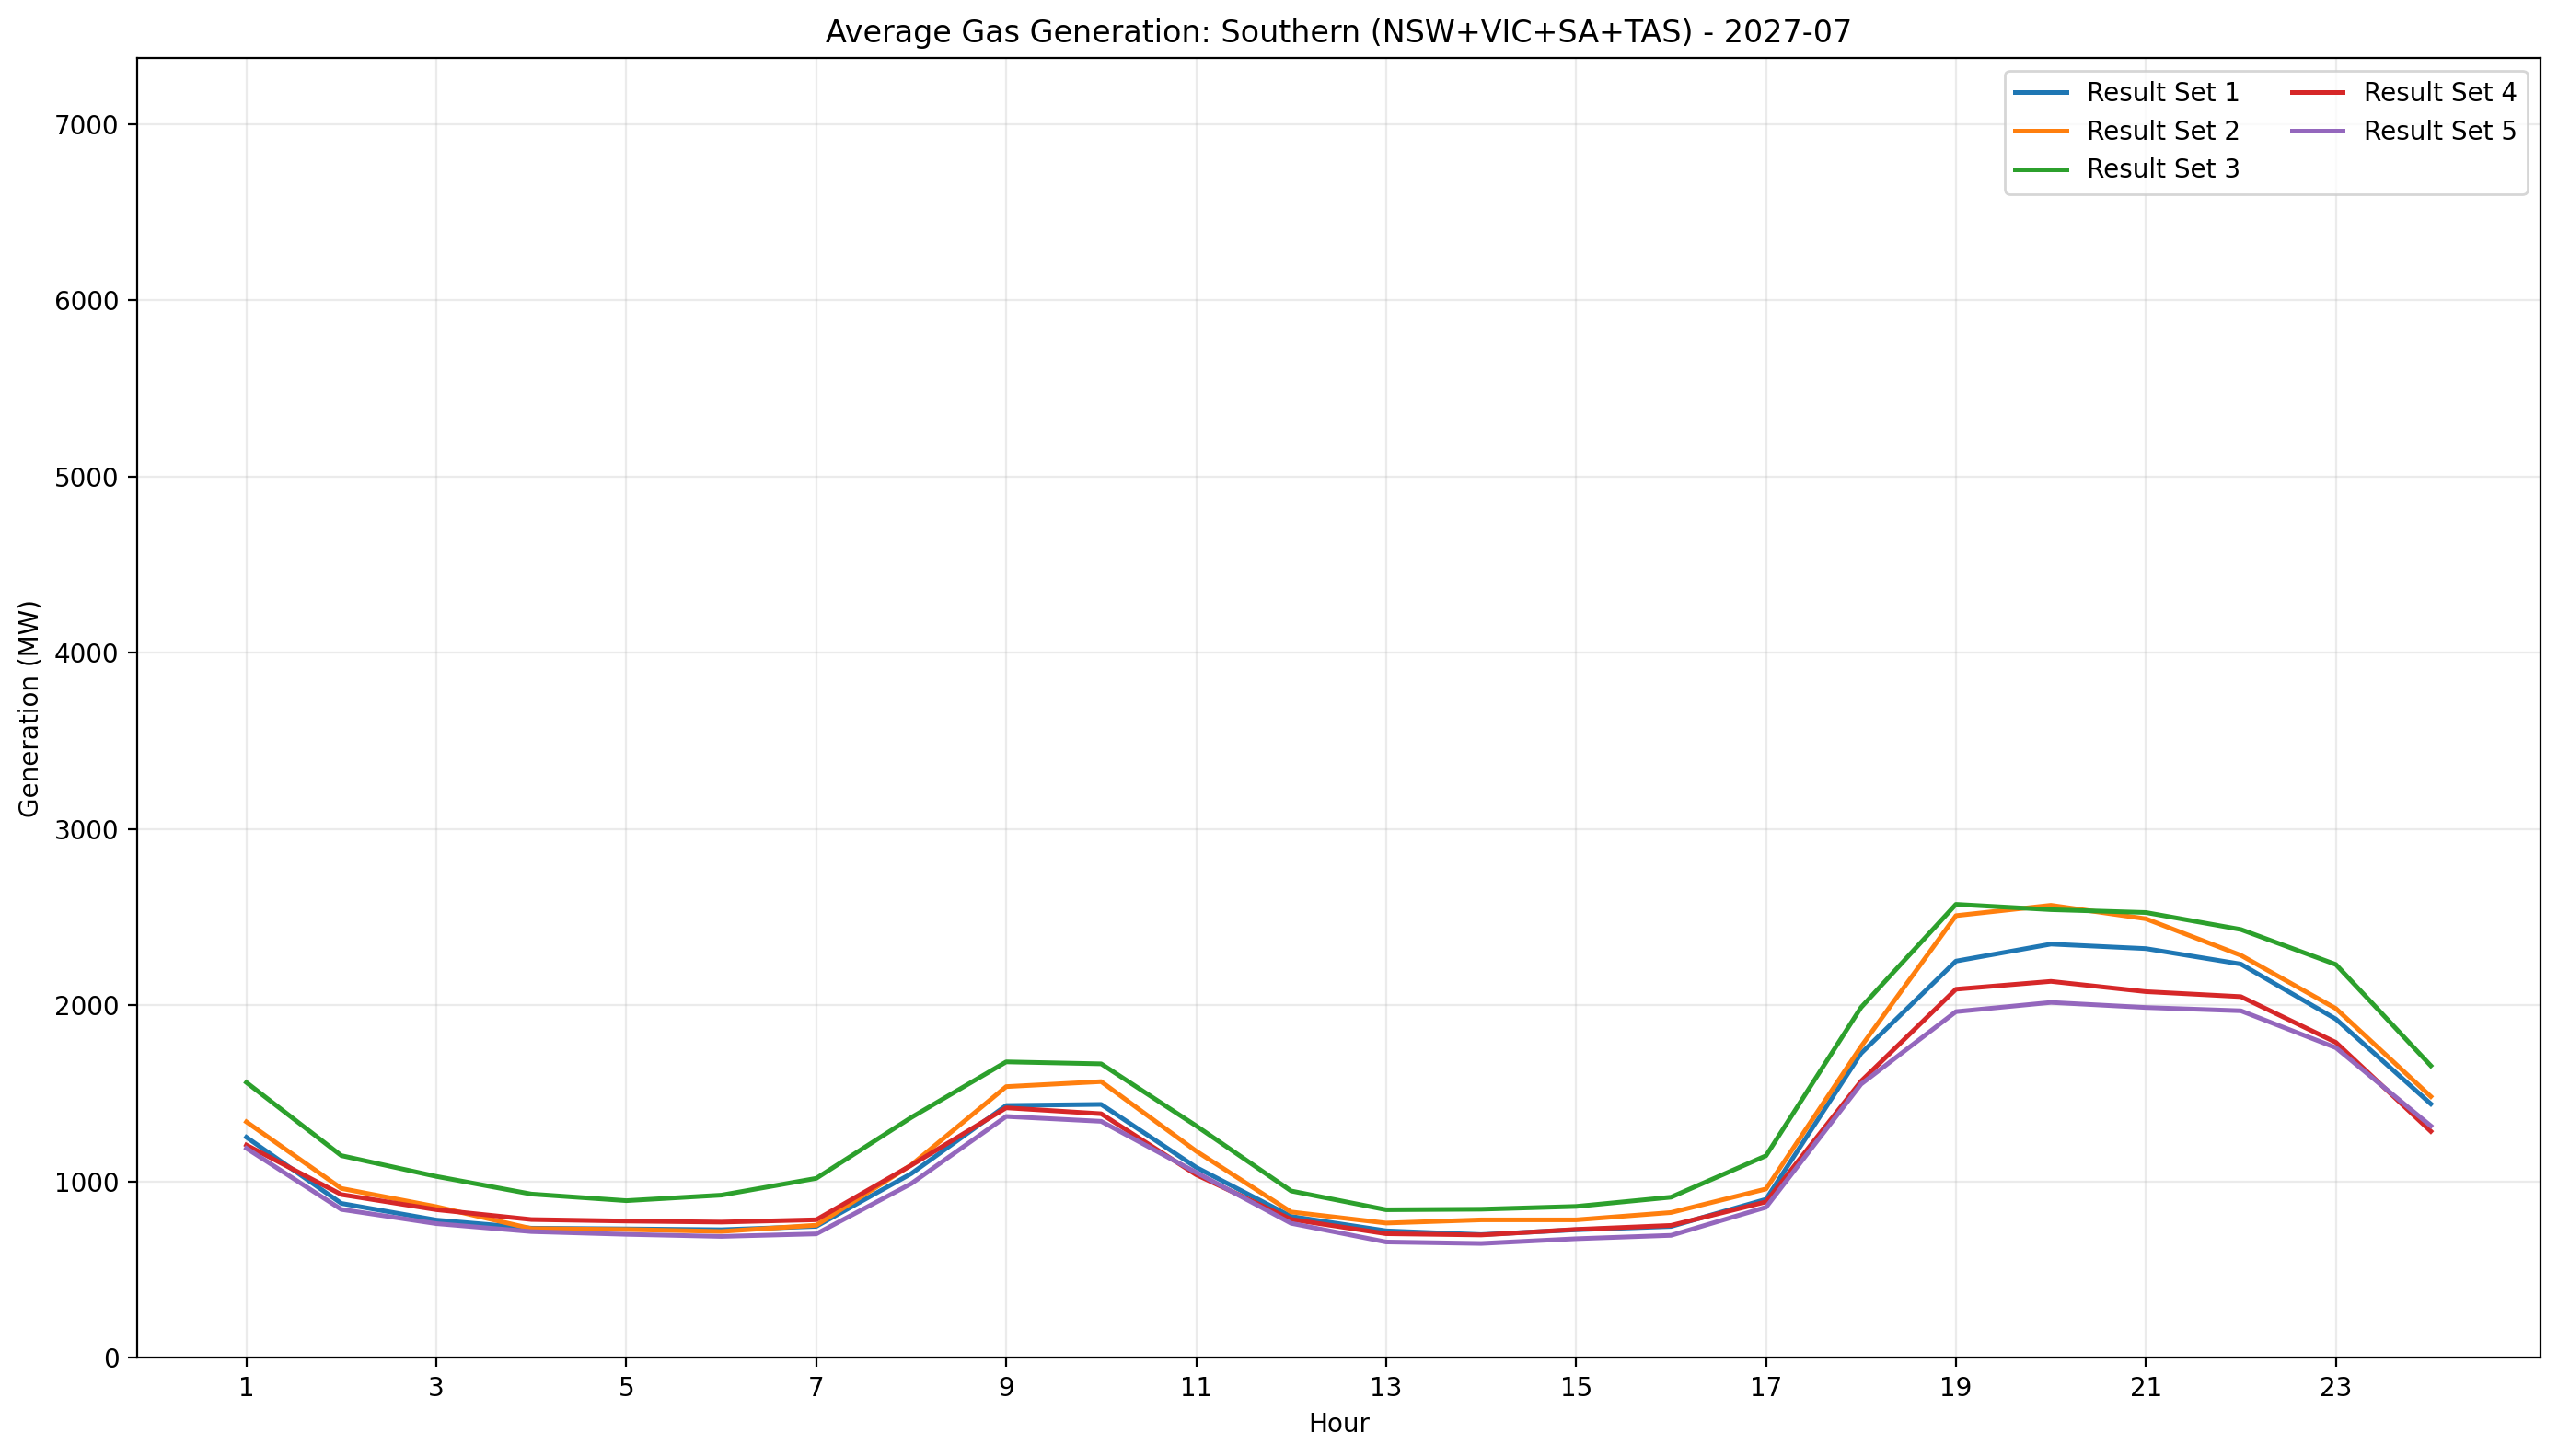 Average Gas Generation: Southern (NSW+VIC+SA+TAS) - 2027-07
Result Set 1
Result Set 2
Result Set 3
Result Set 4
Result Set 5
Generation (MW)
7000
6000
5000
4000
3000
2000
1000
0
1 3 5 7 9 11 13 15 17 19 21 23
Hour